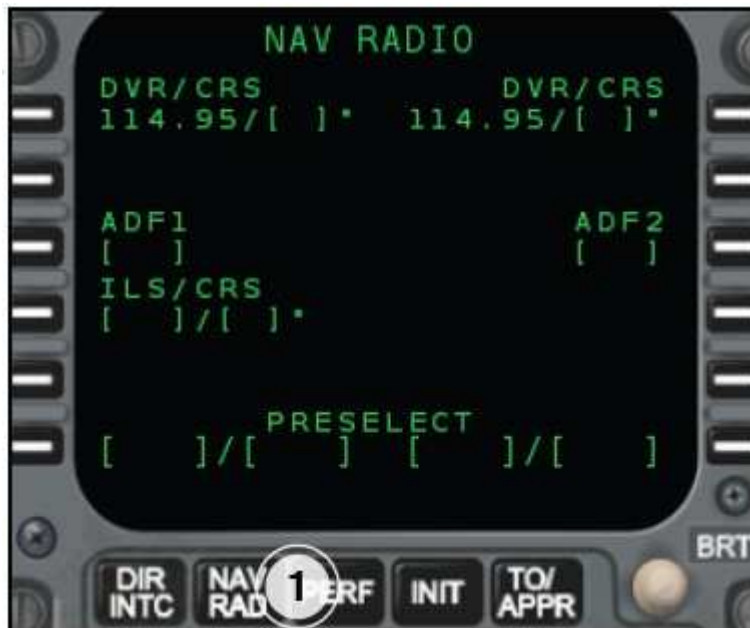 NAV RADIO
DVR/CRS DVR/CRS
114.95/[ ]° 114.95/[ ]°
ADF1 ADF2
[ ] [ ]
ILS/CRS
[ ]/[ ]°
PRESELECT
[ ]/[ ] [ ]/[ ]
BRT
DIR INTC
NAV RAD
1
PERF
INIT
TO/ APPR